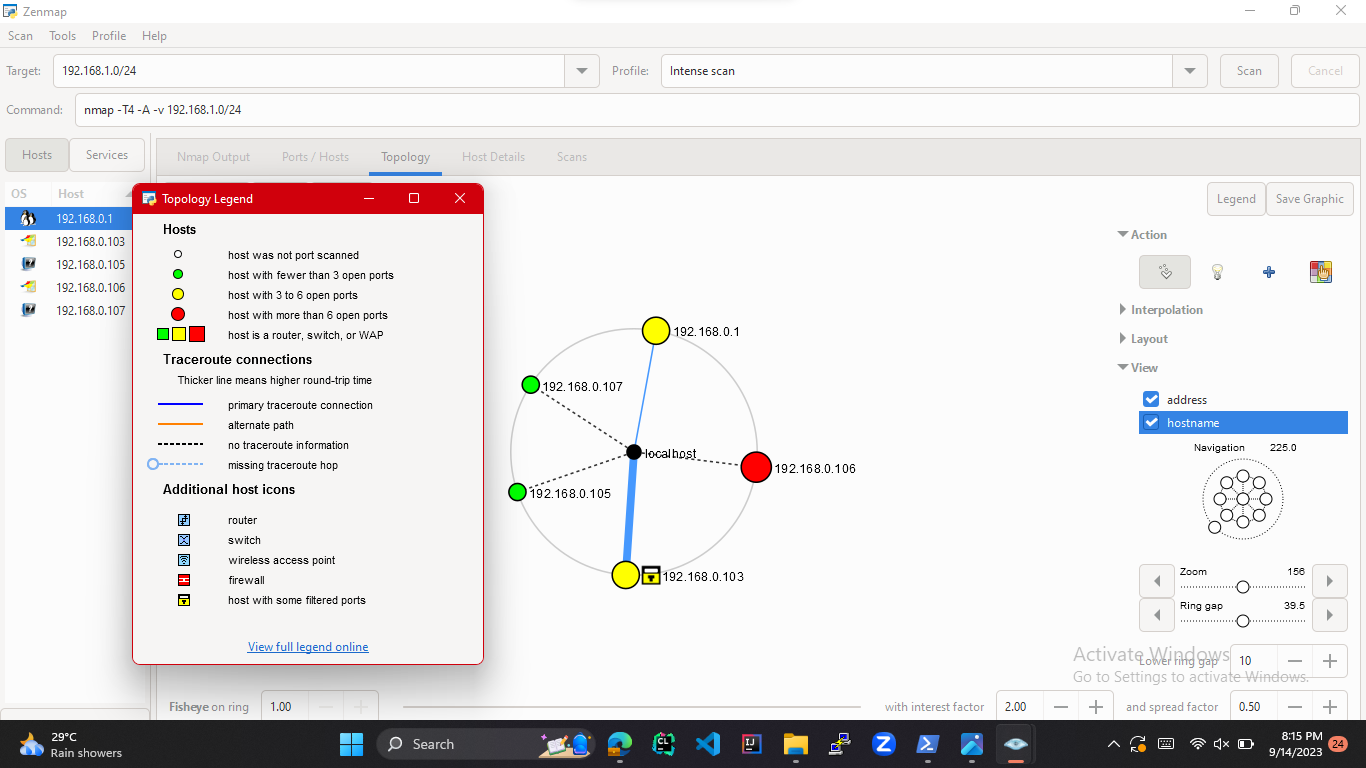 Zenmap
Scan Tools Profile Help
Target: 192.168.1.0/24 Profile: Intense scan Scan Cancel
Command: nmap -T4 -A -v 192.168.1.0/24
Hosts Services
Nmap Output Ports / Hosts Topology Host Details Scans
OS Host
192.168.0.1
192.168.0.103
192.168.0.105
192.168.0.106
192.168.0.107
Topology Legend
Hosts
host was not port scanned
host with fewer than 3 open ports
host with 3 to 6 open ports
host with more than 6 open ports
host is a router, switch, or WAP
Traceroute connections
Thicker line means higher round-trip time
primary traceroute connection
alternate path
no traceroute information
missing traceroute hop
Additional host icons
router
switch
wireless access point
firewall
host with some filtered ports
View full legend online
192.168.0.1
192.168.0.107
localhost
192.168.0.106
192.168.0.105
192.168.0.103
Legend Save Graphic
Action
Interpolation
Layout
View
address
hostname
Navigation 225.0
Zoom 156
Ring gap 39.5
Lower ring gap 10
Activate Windows
Go to Settings to activate Windows.
Fisheye on ring 1.00 with interest factor 2.00 and spread factor 0.50
29°C
Rain showers
Search
8:15 PM
9/14/2023
24